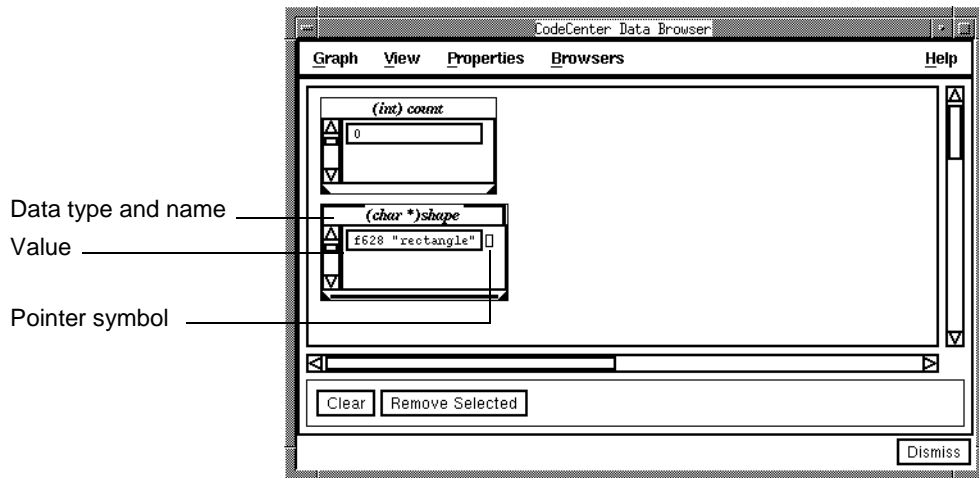 CodeCenter Data Browser
Graph View Properties Browsers Help
(int) count
0
Data type and name
(char *)shape
Value
f628 "rectangle"
Pointer symbol
Clear Remove Selected
Dismiss